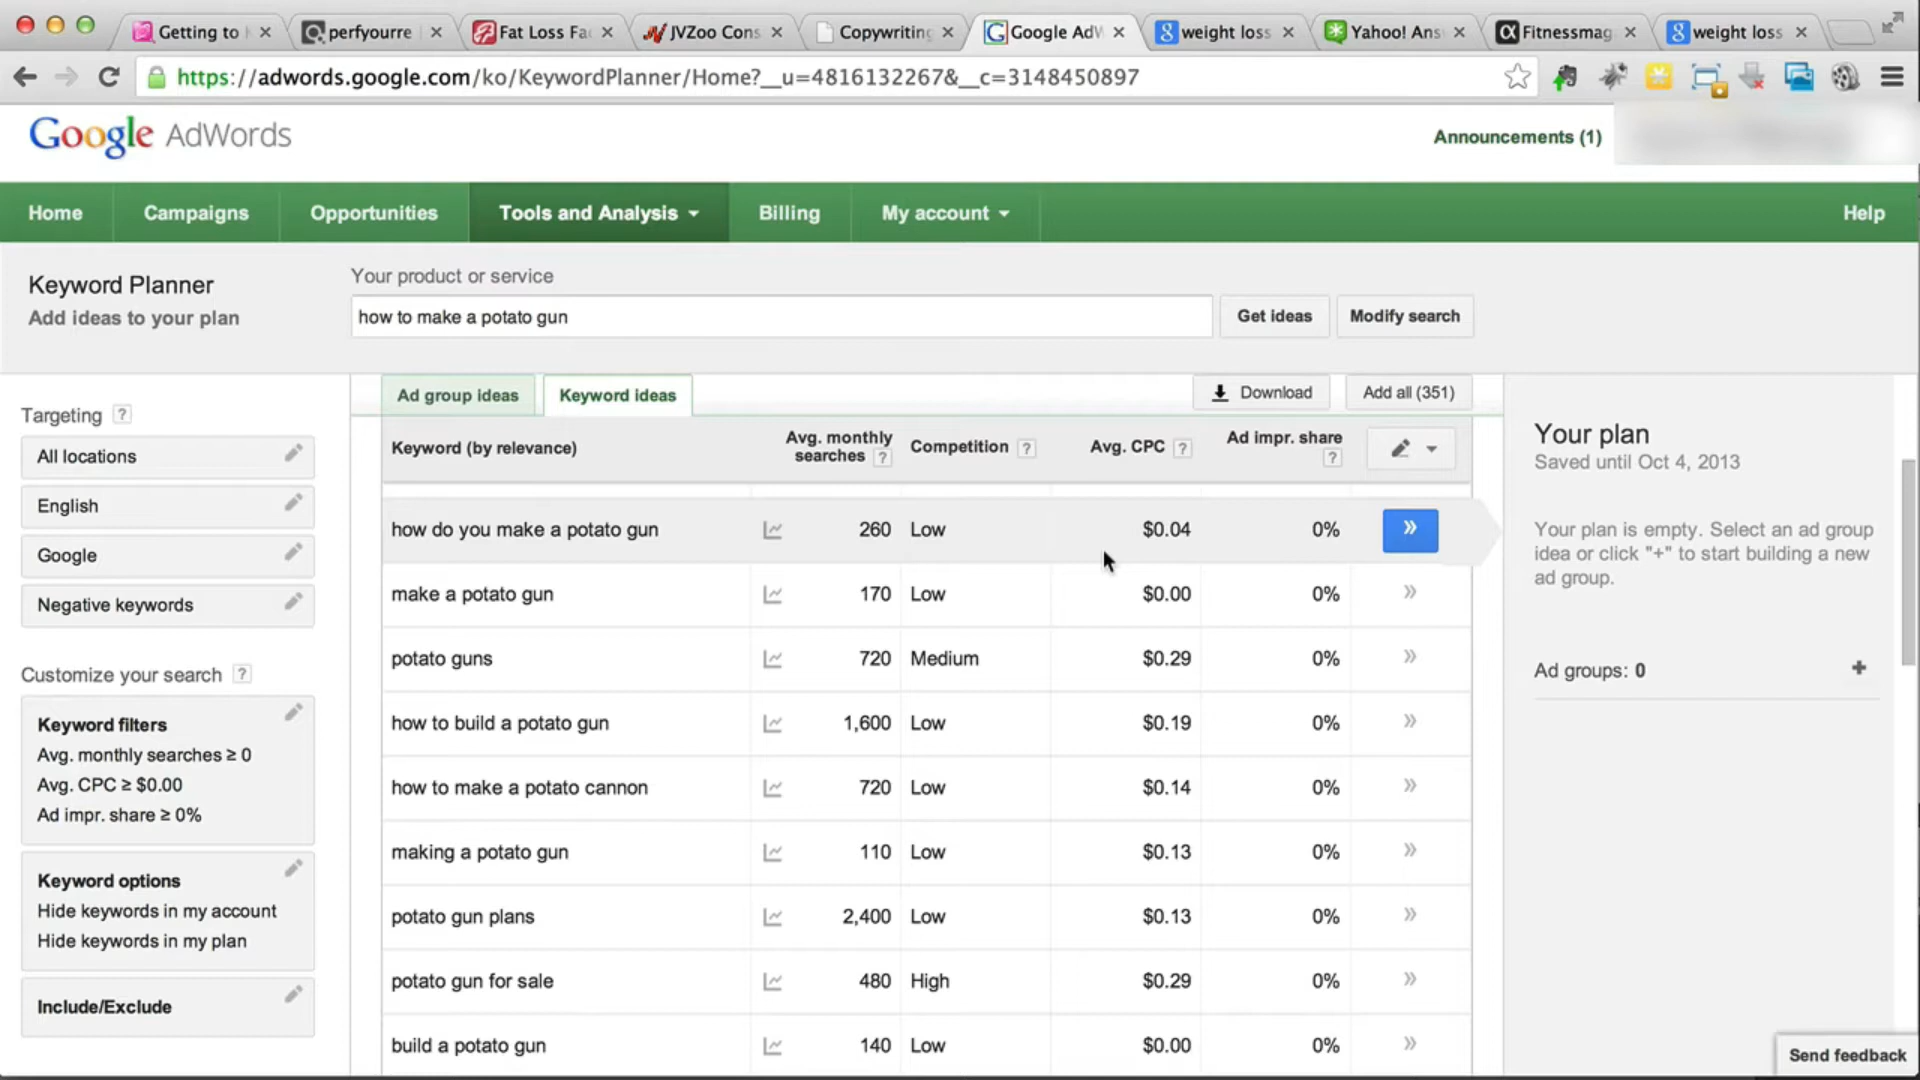 Getting to
perfyourre
Fat Loss Fa
JVZoo Cons
Copywriting
Google AdW
weight loss
Yahoo! Ans
Fitnessmag
weight loss
https://adwords.google.com/ko/KeywordPlanner/Home?__u=4816132267&__c=3148450897
Google AdWords
Announcements (1)
Home
Campaigns
Opportunities
Tools and Analysis
Billing
My account
Help
Keyword Planner
Add ideas to your plan
Your product or service
how to make a potato gun
Get ideas
Modify search
Targeting ?
All locations
English
Google
Negative keywords
Customize your search ?
Keyword filters
Avg. monthly searches ≥ 0
Avg. CPC ≥ $0.00
Ad impr. share ≥ 0%
Keyword options
Hide keywords in my account
Hide keywords in my plan
Include/Exclude
Ad group ideas
Keyword ideas
Download
Add all (351)
Keyword (by relevance)
Avg. monthly searches ?
Competition ?
Avg. CPC ?
Ad impr. share ?
how do you make a potato gun 260 Low $0.04 0% »
make a potato gun 170 Low $0.00 0% »
potato guns 720 Medium $0.29 0% »
how to build a potato gun 1,600 Low $0.19 0% »
how to make a potato cannon 720 Low $0.14 0% »
making a potato gun 110 Low $0.13 0% »
potato gun plans 2,400 Low $0.13 0% »
potato gun for sale 480 High $0.29 0% »
build a potato gun 140 Low $0.00 0% »
Your plan
Saved until Oct 4, 2013
Your plan is empty. Select an ad group
idea or click "+" to start building a new
ad group.
Ad groups: 0 +
Send feedback